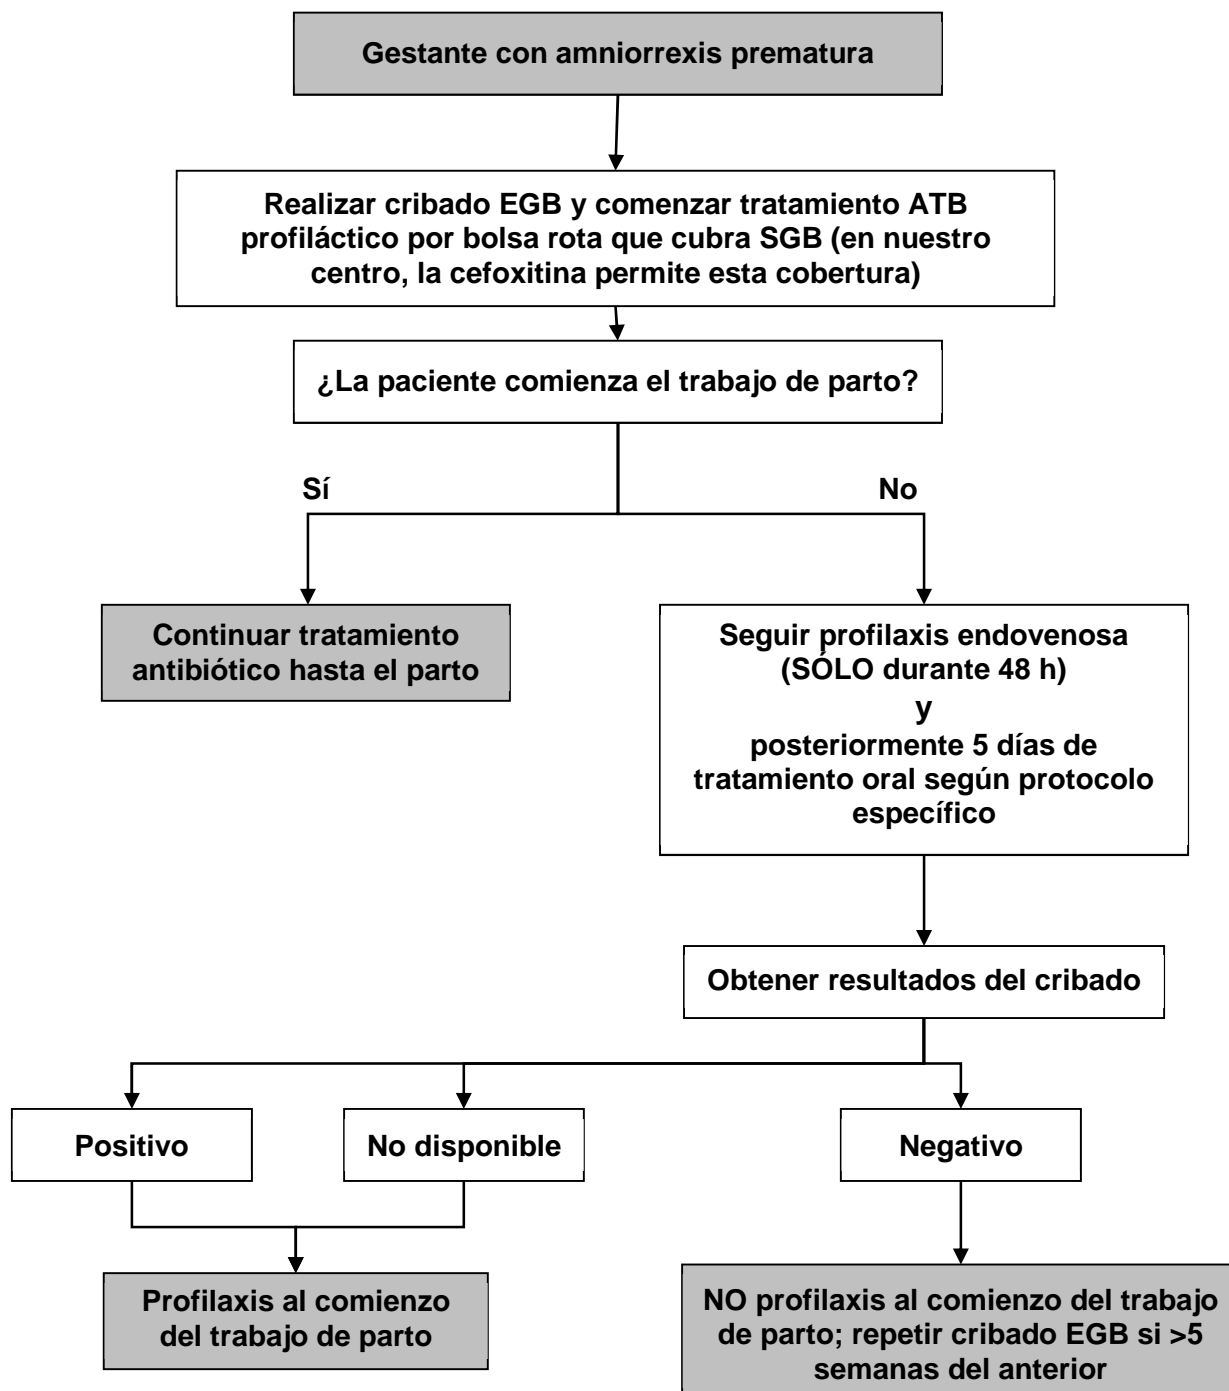 Gestante con amniorrexis prematura
Realizar cribado EGB y comenzar tratamiento ATB
profiláctico por bolsa rota que cubra SGB (en nuestro
centro, la cefoxitina permite esta cobertura)
¿La paciente comienza el trabajo de parto?
Sí
No
Continuar tratamiento
antibiótico hasta el parto
Seguir profilaxis endovenosa
(SÓLO durante 48 h)
y
posteriormente 5 días de
tratamiento oral según protocolo
específico
Obtener resultados del cribado
Positivo
No disponible
Negativo
Profilaxis al comienzo
del trabajo de parto
NO profilaxis al comienzo del trabajo
de parto; repetir cribado EGB si >5
semanas del anterior